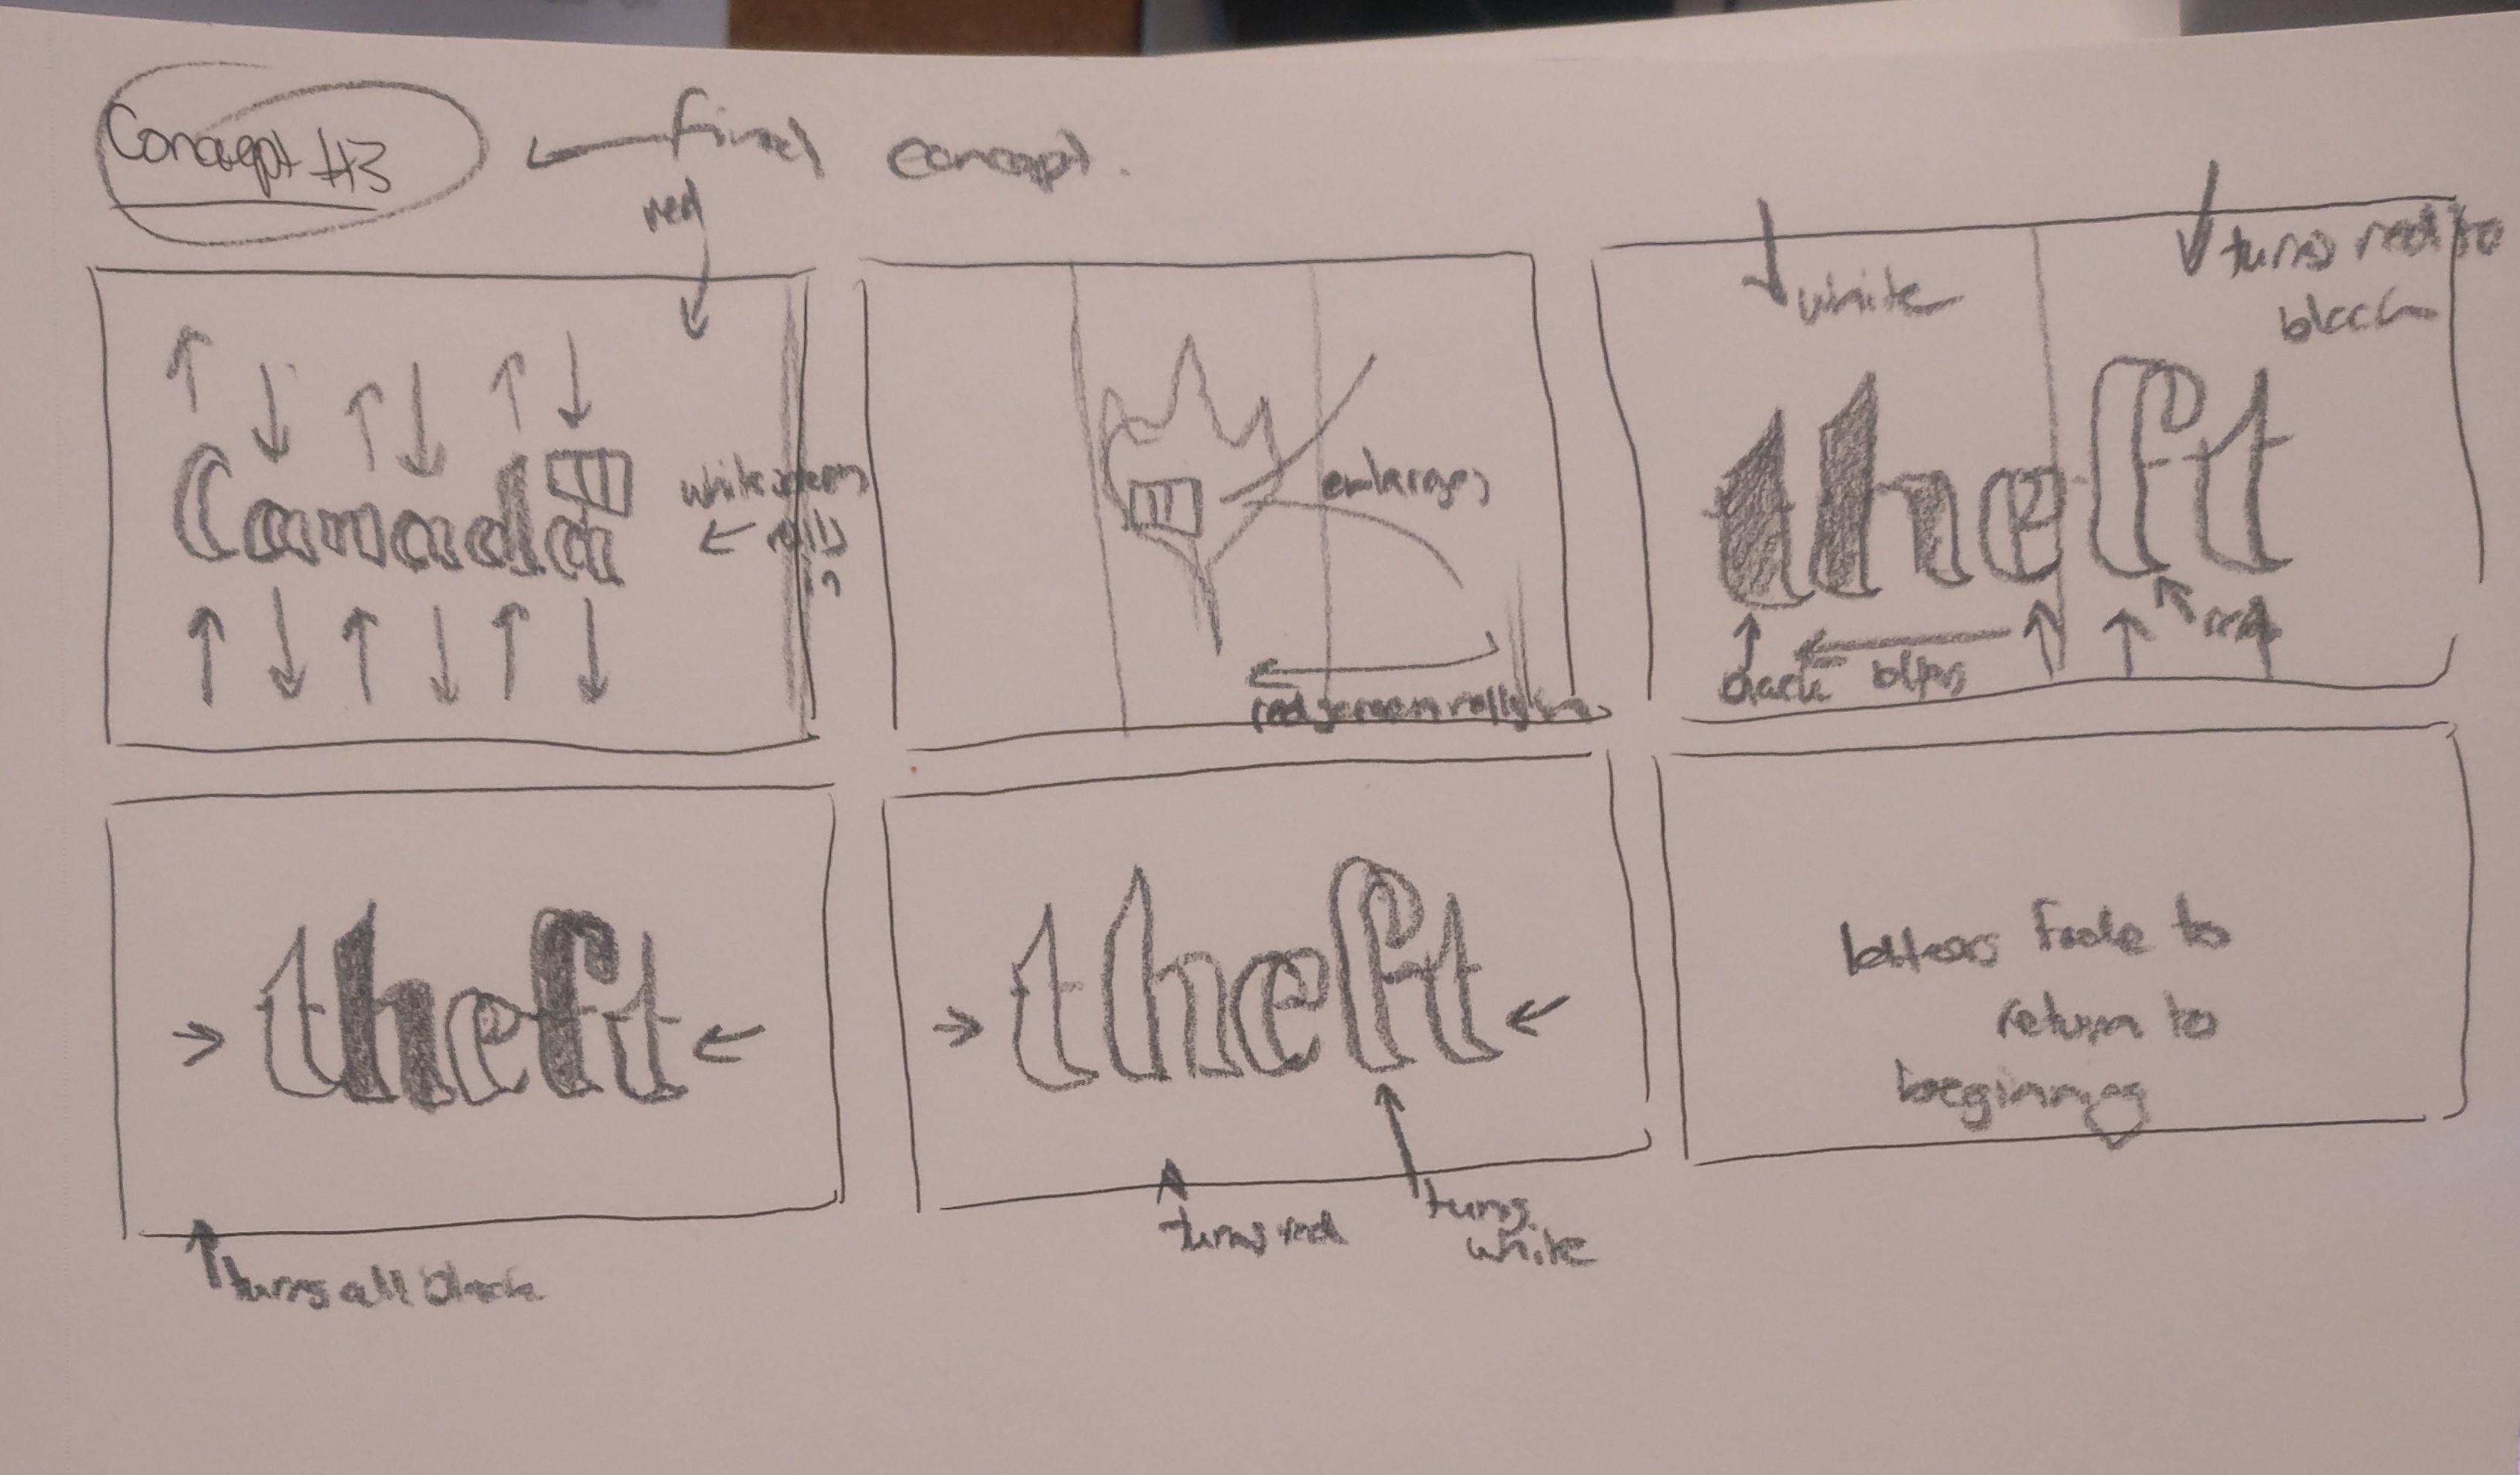 Concept #3
final concept.
red
Canada
white screen
rolls
in
enlarges
red screen rolls in
white
turns red to
black
theft
black
red
theft
turns all black
theft
turns red
turns
white
letters fade to
return to
beginning